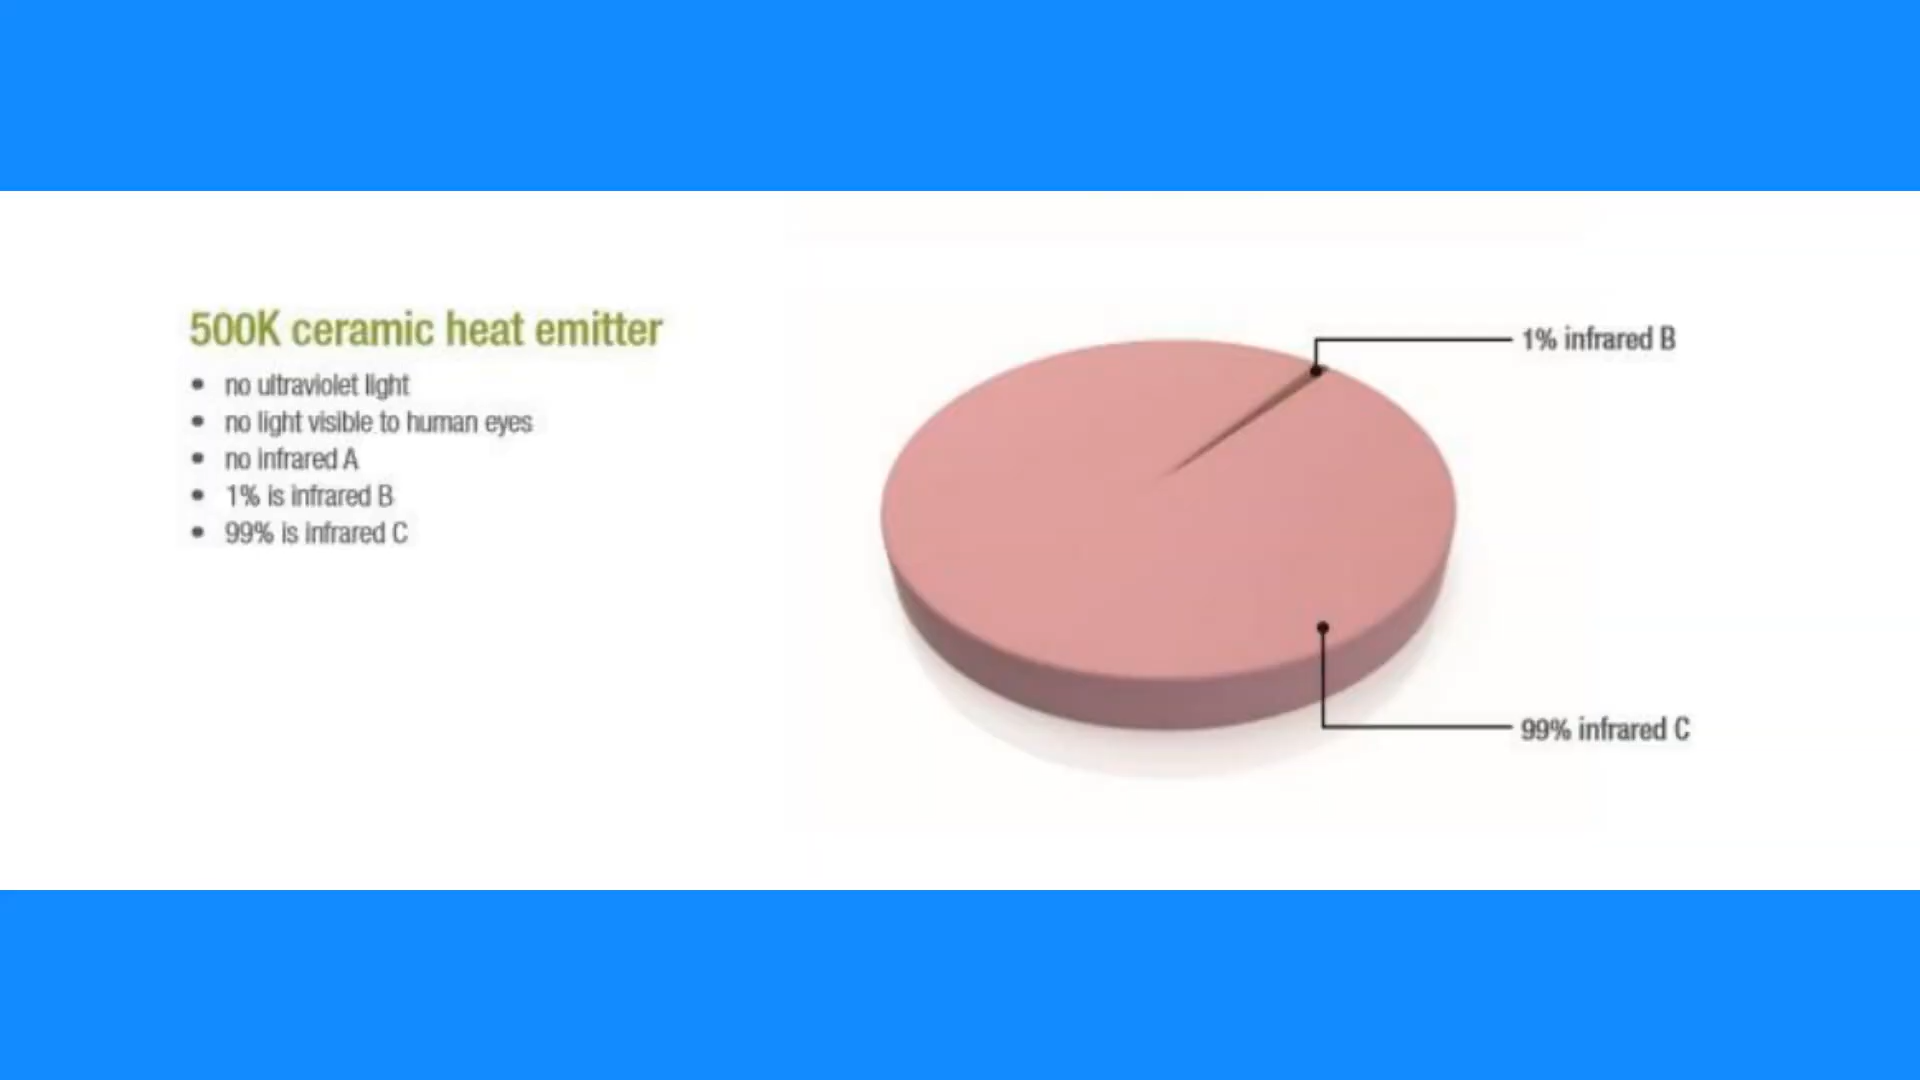 500K ceramic heat emitter
• no ultraviolet light
• no light visible to human eyes
• no infrared A
• 1% is infrared B
• 99% is infrared C
1% infrared B
99% infrared C